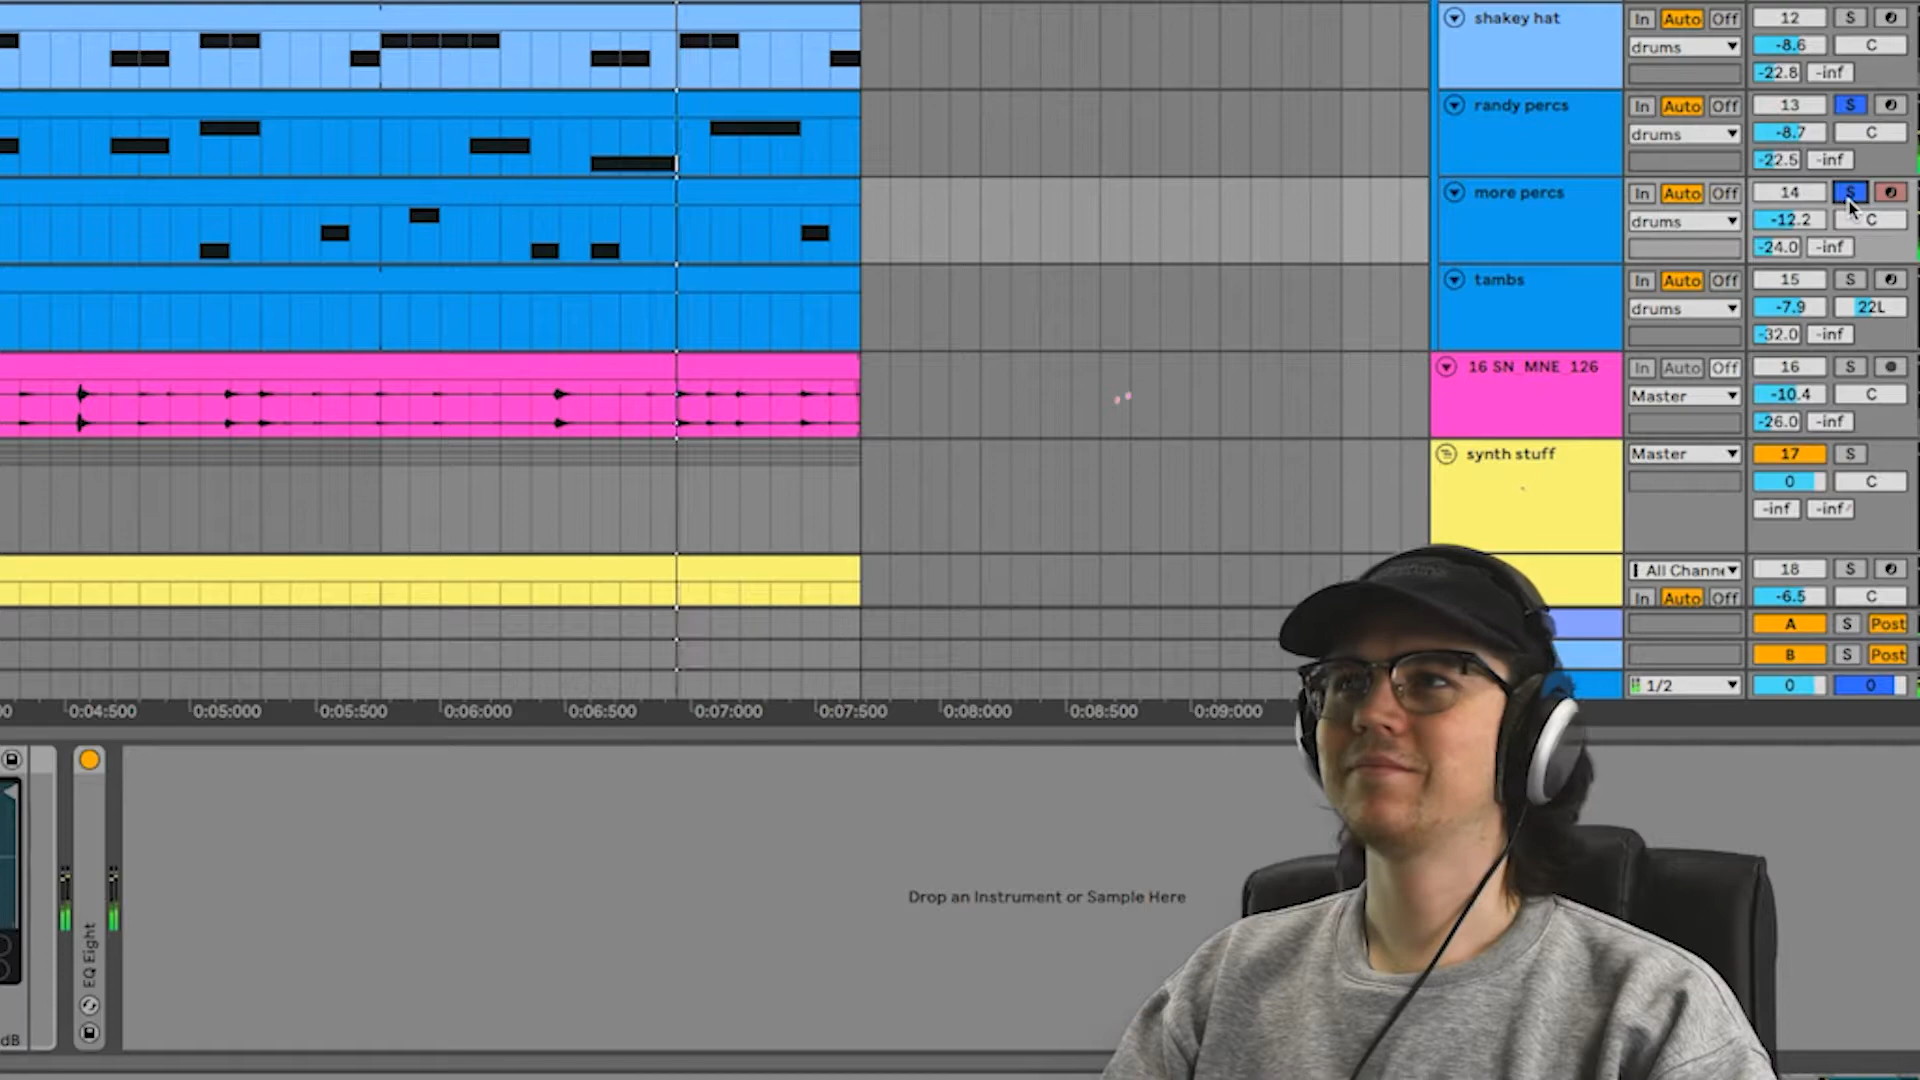 shakey hat In Auto Off 12 S
drums -8.6 C
-22.8 -inf
randy percs In Auto Off 13 S
drums -8.7 C
-22.5 -inf
more percs In Auto Off 14 S
drums -12.2 C
-24.0 -inf
tambs In Auto Off 15 S
drums -7.9 22L
-32.0 -inf
16 SN_MNE_126 In Auto Off 16 S
Master -10.4 C
-26.0 -inf
synth stuff Master 17 S
0 C
-inf -inf
All Channe 18 S
In Auto Off -6.5 C
A S Post
B S Post
1/2 0 0
0:04:500 0:05:000 0:05:500 0:06:000 0:06:500 0:07:000 0:07:500 0:08:000 0:08:500 0:09:000
Drop an Instrument or Sample Here
EQ Eight
dB